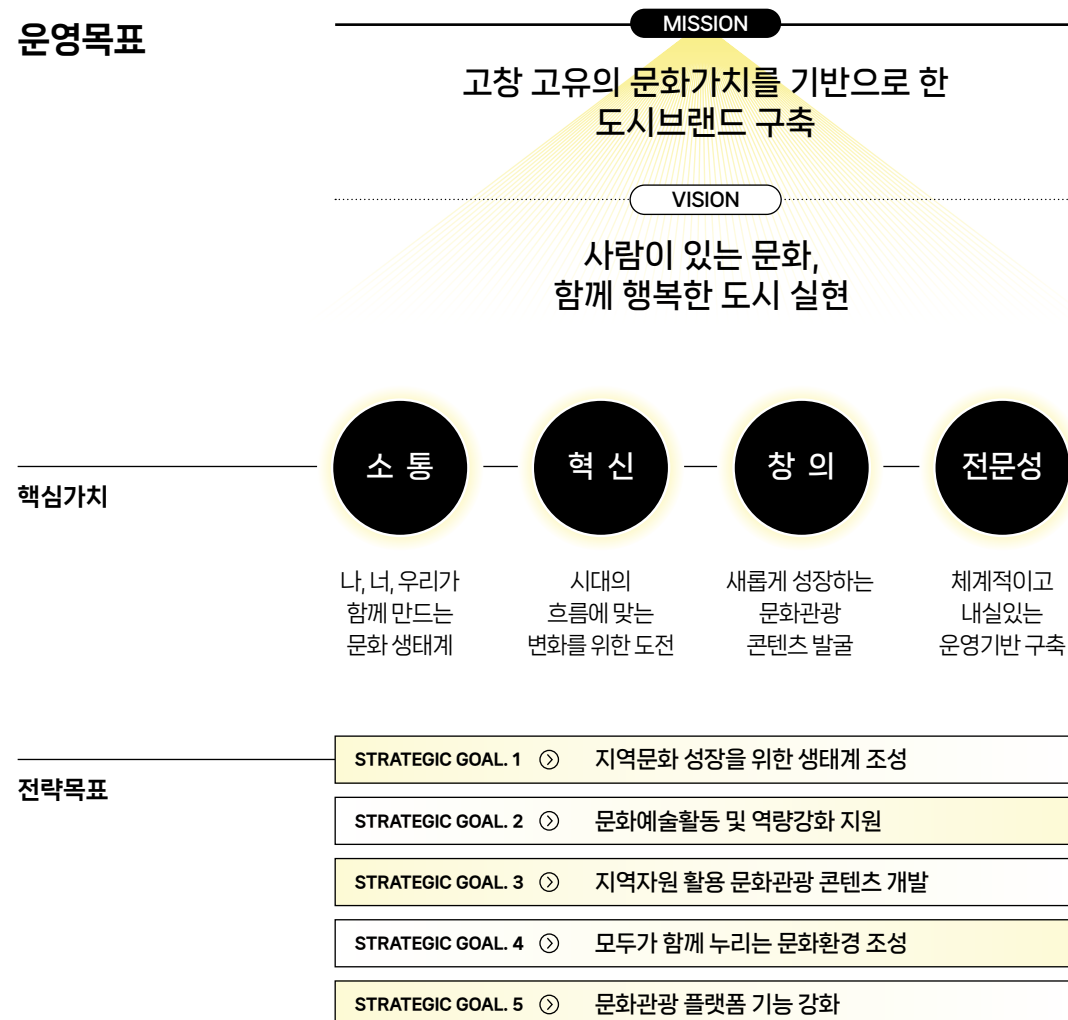 운영목표
MISSION
고창 고유의 문화가치를 기반으로 한
도시브랜드 구축
VISION
사람이 있는 문화,
함께 행복한 도시 실현
핵심가치
소 통
나, 너, 우리가
함께 만드는
문화 생태계
혁 신
시대의
흐름에 맞는
변화를 위한 도전
창 의
새롭게 성장하는
문화관광
콘텐츠 발굴
전문성
체계적이고
내실있는
운영기반 구축
전략목표
STRATEGIC GOAL. 1 지역문화 성장을 위한 생태계 조성
STRATEGIC GOAL. 2 문화예술활동 및 역량강화 지원
STRATEGIC GOAL. 3 지역자원 활용 문화관광 콘텐츠 개발
STRATEGIC GOAL. 4 모두가 함께 누리는 문화환경 조성
STRATEGIC GOAL. 5 문화관광 플랫폼 기능 강화